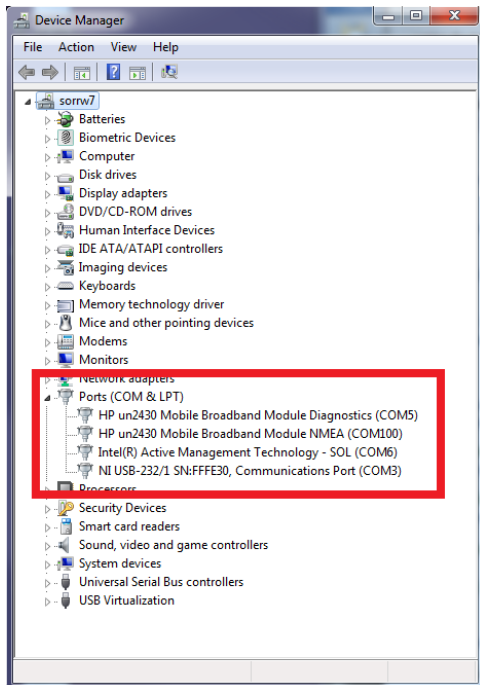 Device Manager
File Action View Help
sorrw7
Batteries
Biometric Devices
Computer
Disk drives
Display adapters
DVD/CD-ROM drives
Human Interface Devices
IDE ATA/ATAPI controllers
Imaging devices
Keyboards
Memory technology driver
Mice and other pointing devices
Modems
Monitors
Network adapters
Ports (COM & LPT)
HP un2430 Mobile Broadband Module Diagnostics (COM5)
HP un2430 Mobile Broadband Module NMEA (COM100)
Intel(R) Active Management Technology - SOL (COM6)
NI USB-232/1 SN:FFFE30, Communications Port (COM3)
Processors
Security Devices
Smart card readers
Sound, video and game controllers
System devices
Universal Serial Bus controllers
USB Virtualization